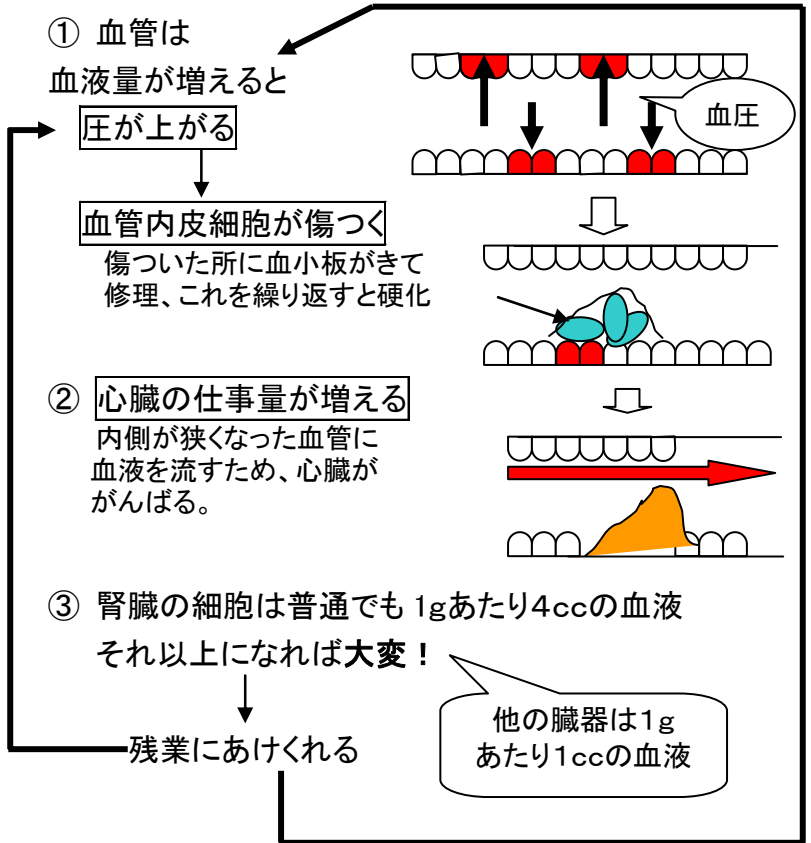 ① 血管は
血液量が増えると
圧が上がる
血圧
血管内皮細胞が傷つく
傷ついた所に血小板がきて
修理、これを繰り返すと硬化
② 心臓の仕事量が増える
内側が狭くなった血管に
血液を流すため、心臓が
がんばる。
③ 腎臓の細胞は普通でも1gあたり4ccの血液
それ以上になれば大変！
他の臓器は1g
あたり1ccの血液
残業にあけくれる